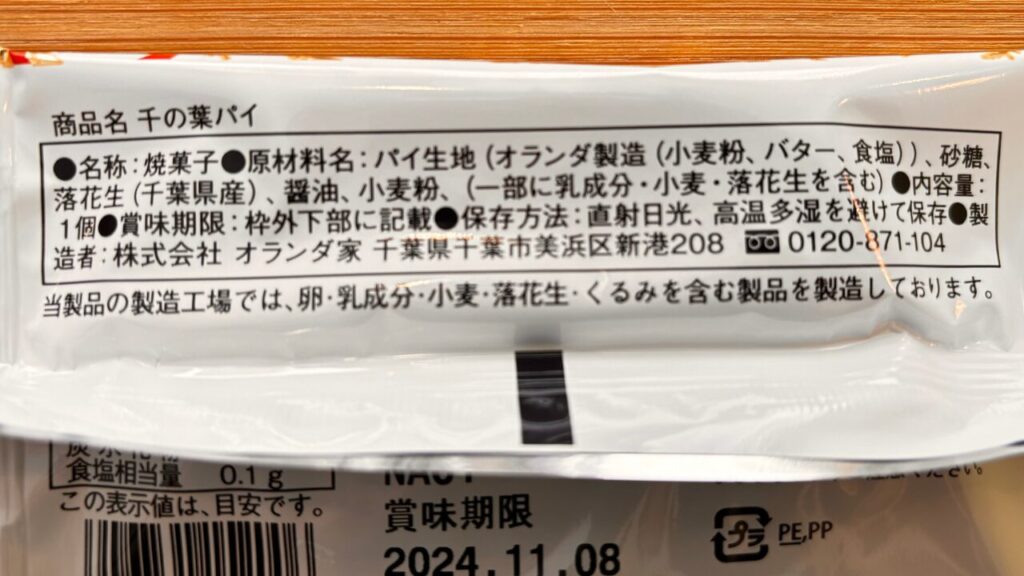 商品名 千の葉パイ
●名称:焼菓子●原材料名:パイ生地(オランダ製造(小麦粉、バター、食塩))、砂糖、
落花生(千葉県産)、醤油、小麦粉、(一部に乳成分・小麦・落花生を含む)●内容量:
1個●賞味期限:枠外下部に記載●保存方法:直射日光、高温多湿を避けて保存●製
造者:株式会社 オランダ家 千葉県千葉市美浜区新港208 0120-871-104
当製品の製造工場では、卵・乳成分・小麦・落花生・くるみを含む製品を製造しております。
食塩相当量 0.1g
この表示値は、目安です。
賞味期限
2024.11.08
プラ PE,PP